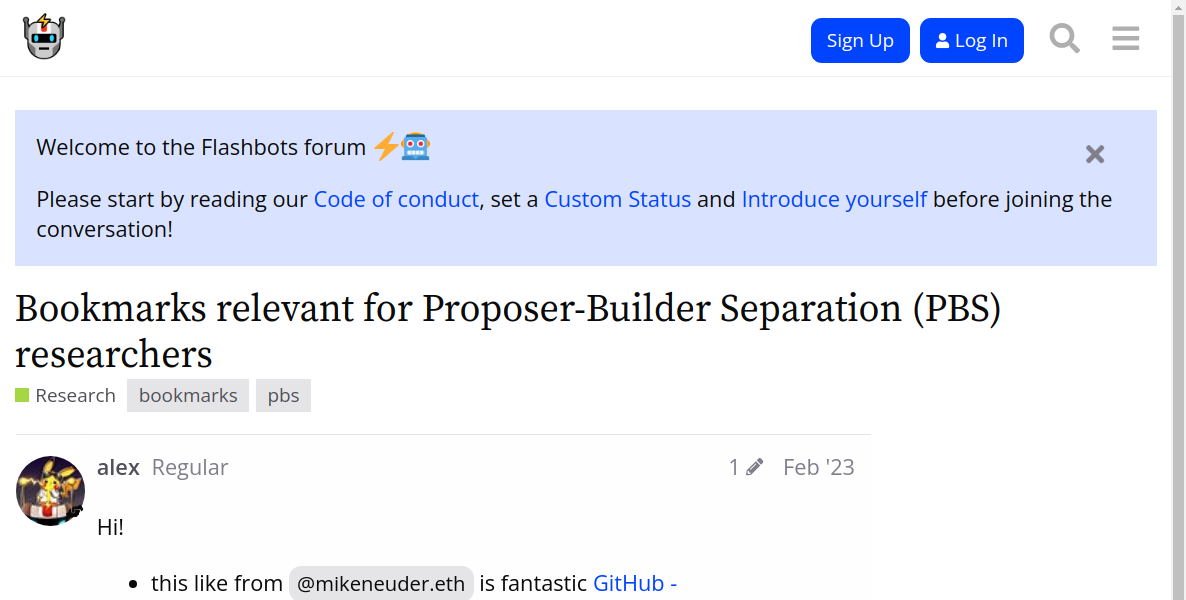 Sign Up
Log In
Welcome to the Flashbots forum
Please start by reading our Code of conduct, set a Custom Status and Introduce yourself before joining the
conversation!
Bookmarks relevant for Proposer-Builder Separation (PBS)
researchers
Research bookmarks pbs
alex Regular 1 Feb '23
Hi!
this like from @mikeneuder.eth is fantastic GitHub -